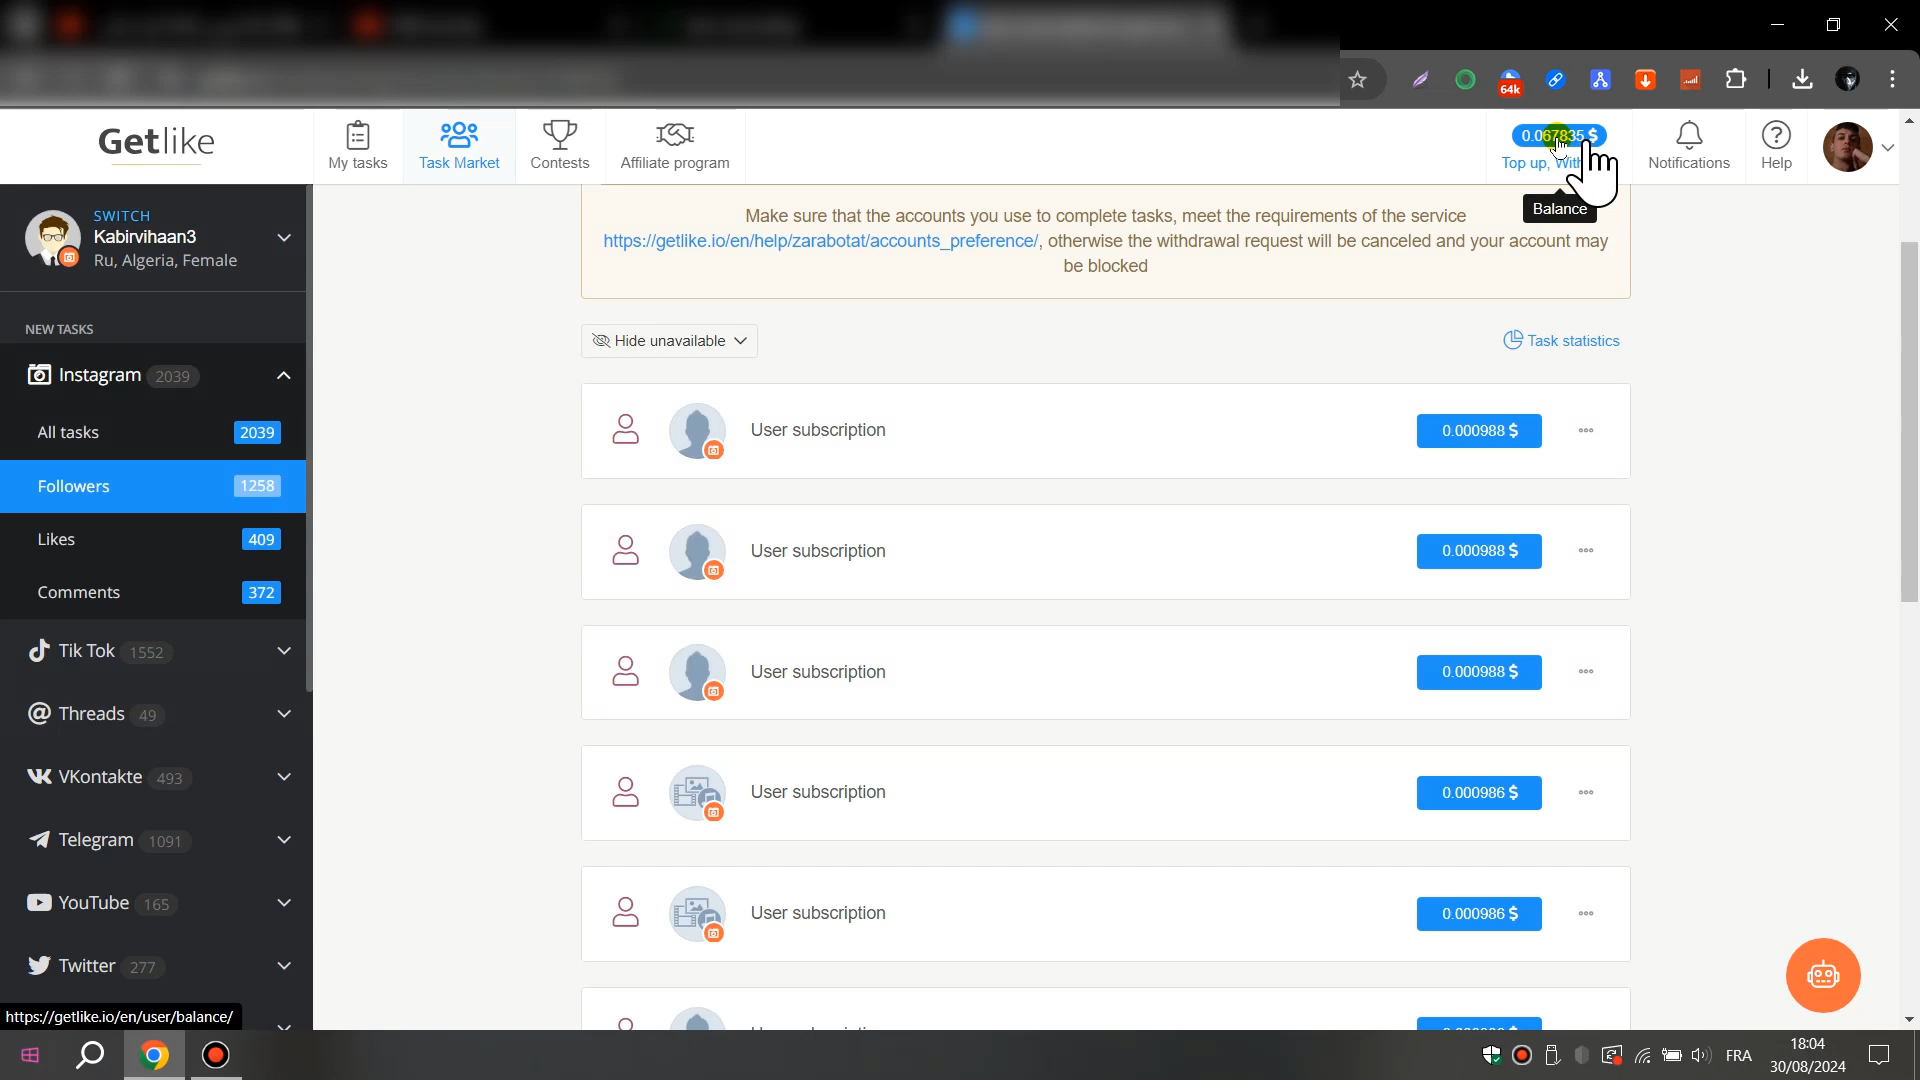 64k
Getlike
My tasks
Task Market
Contests
Affiliate program
0.067835 $
Top up, With
Notifications
Help
Balance
SWITCH
Kabirvihaan3
Ru, Algeria, Female
NEW TASKS
Instagram 2039
All tasks 2039
Followers 1258
Likes 409
Comments 372
Tik Tok 1552
Threads 49
VKontakte 493
Telegram 1091
YouTube 165
Twitter 277
https://getlike.io/en/user/balance/
Make sure that the accounts you use to complete tasks, meet the requirements of the service
https://getlike.io/en/help/zarabotat/accounts_preference/, otherwise the withdrawal request will be canceled and your account may
be blocked
Hide unavailable
Task statistics
User subscription 0.000988 $
User subscription 0.000988 $
User subscription 0.000988 $
User subscription 0.000986 $
User subscription 0.000986 $
FRA
18:04
30/08/2024